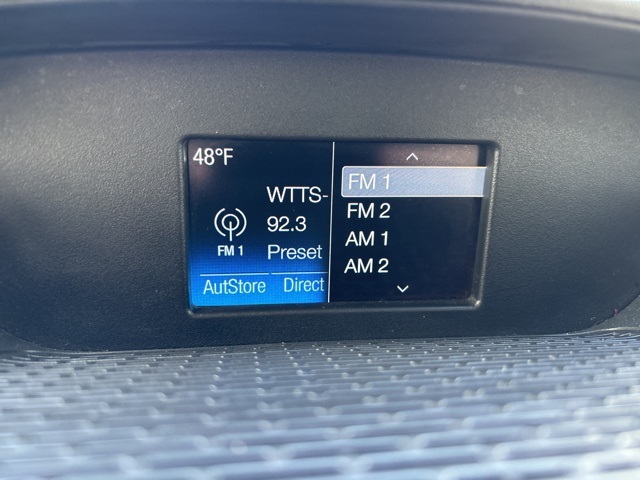 48°F
WTTS-
92.3
FM 1
Preset
AutStore Direct
FM 1
FM 2
AM 1
AM 2